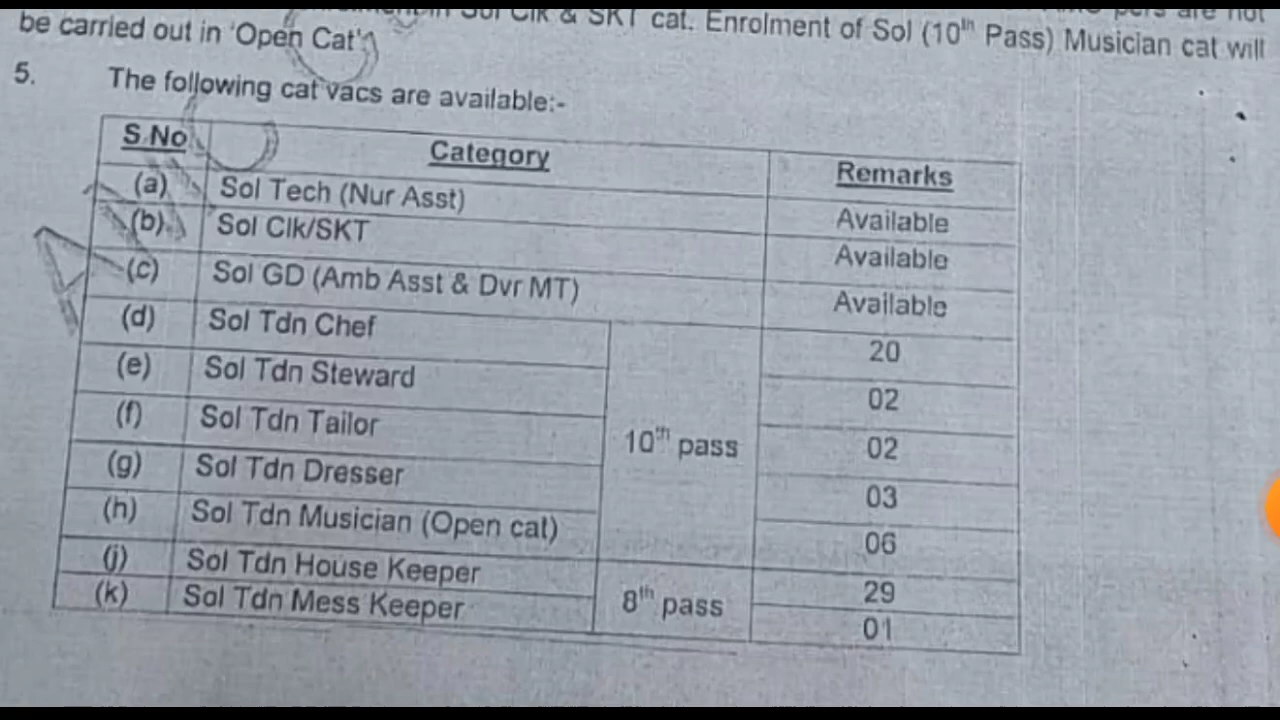 Sol Clk & SKT cat. Enrolment of Sol (10th Pass) Musician cat will
be carried out in 'Open Cat'.
5. The following cat vacs are available:-
S.No Category Remarks
(a) Sol Tech (Nur Asst) Available
(b) Sol Clk/SKT Available
(c) Sol GD (Amb Asst & Dvr MT) Available
(d) Sol Tdn Chef 20
(e) Sol Tdn Steward 02
(f) Sol Tdn Tailor 10th pass 02
(g) Sol Tdn Dresser 03
(h) Sol Tdn Musician (Open cat) 06
(j) Sol Tdn House Keeper 8th pass 29
(k) Sol Tdn Mess Keeper 01